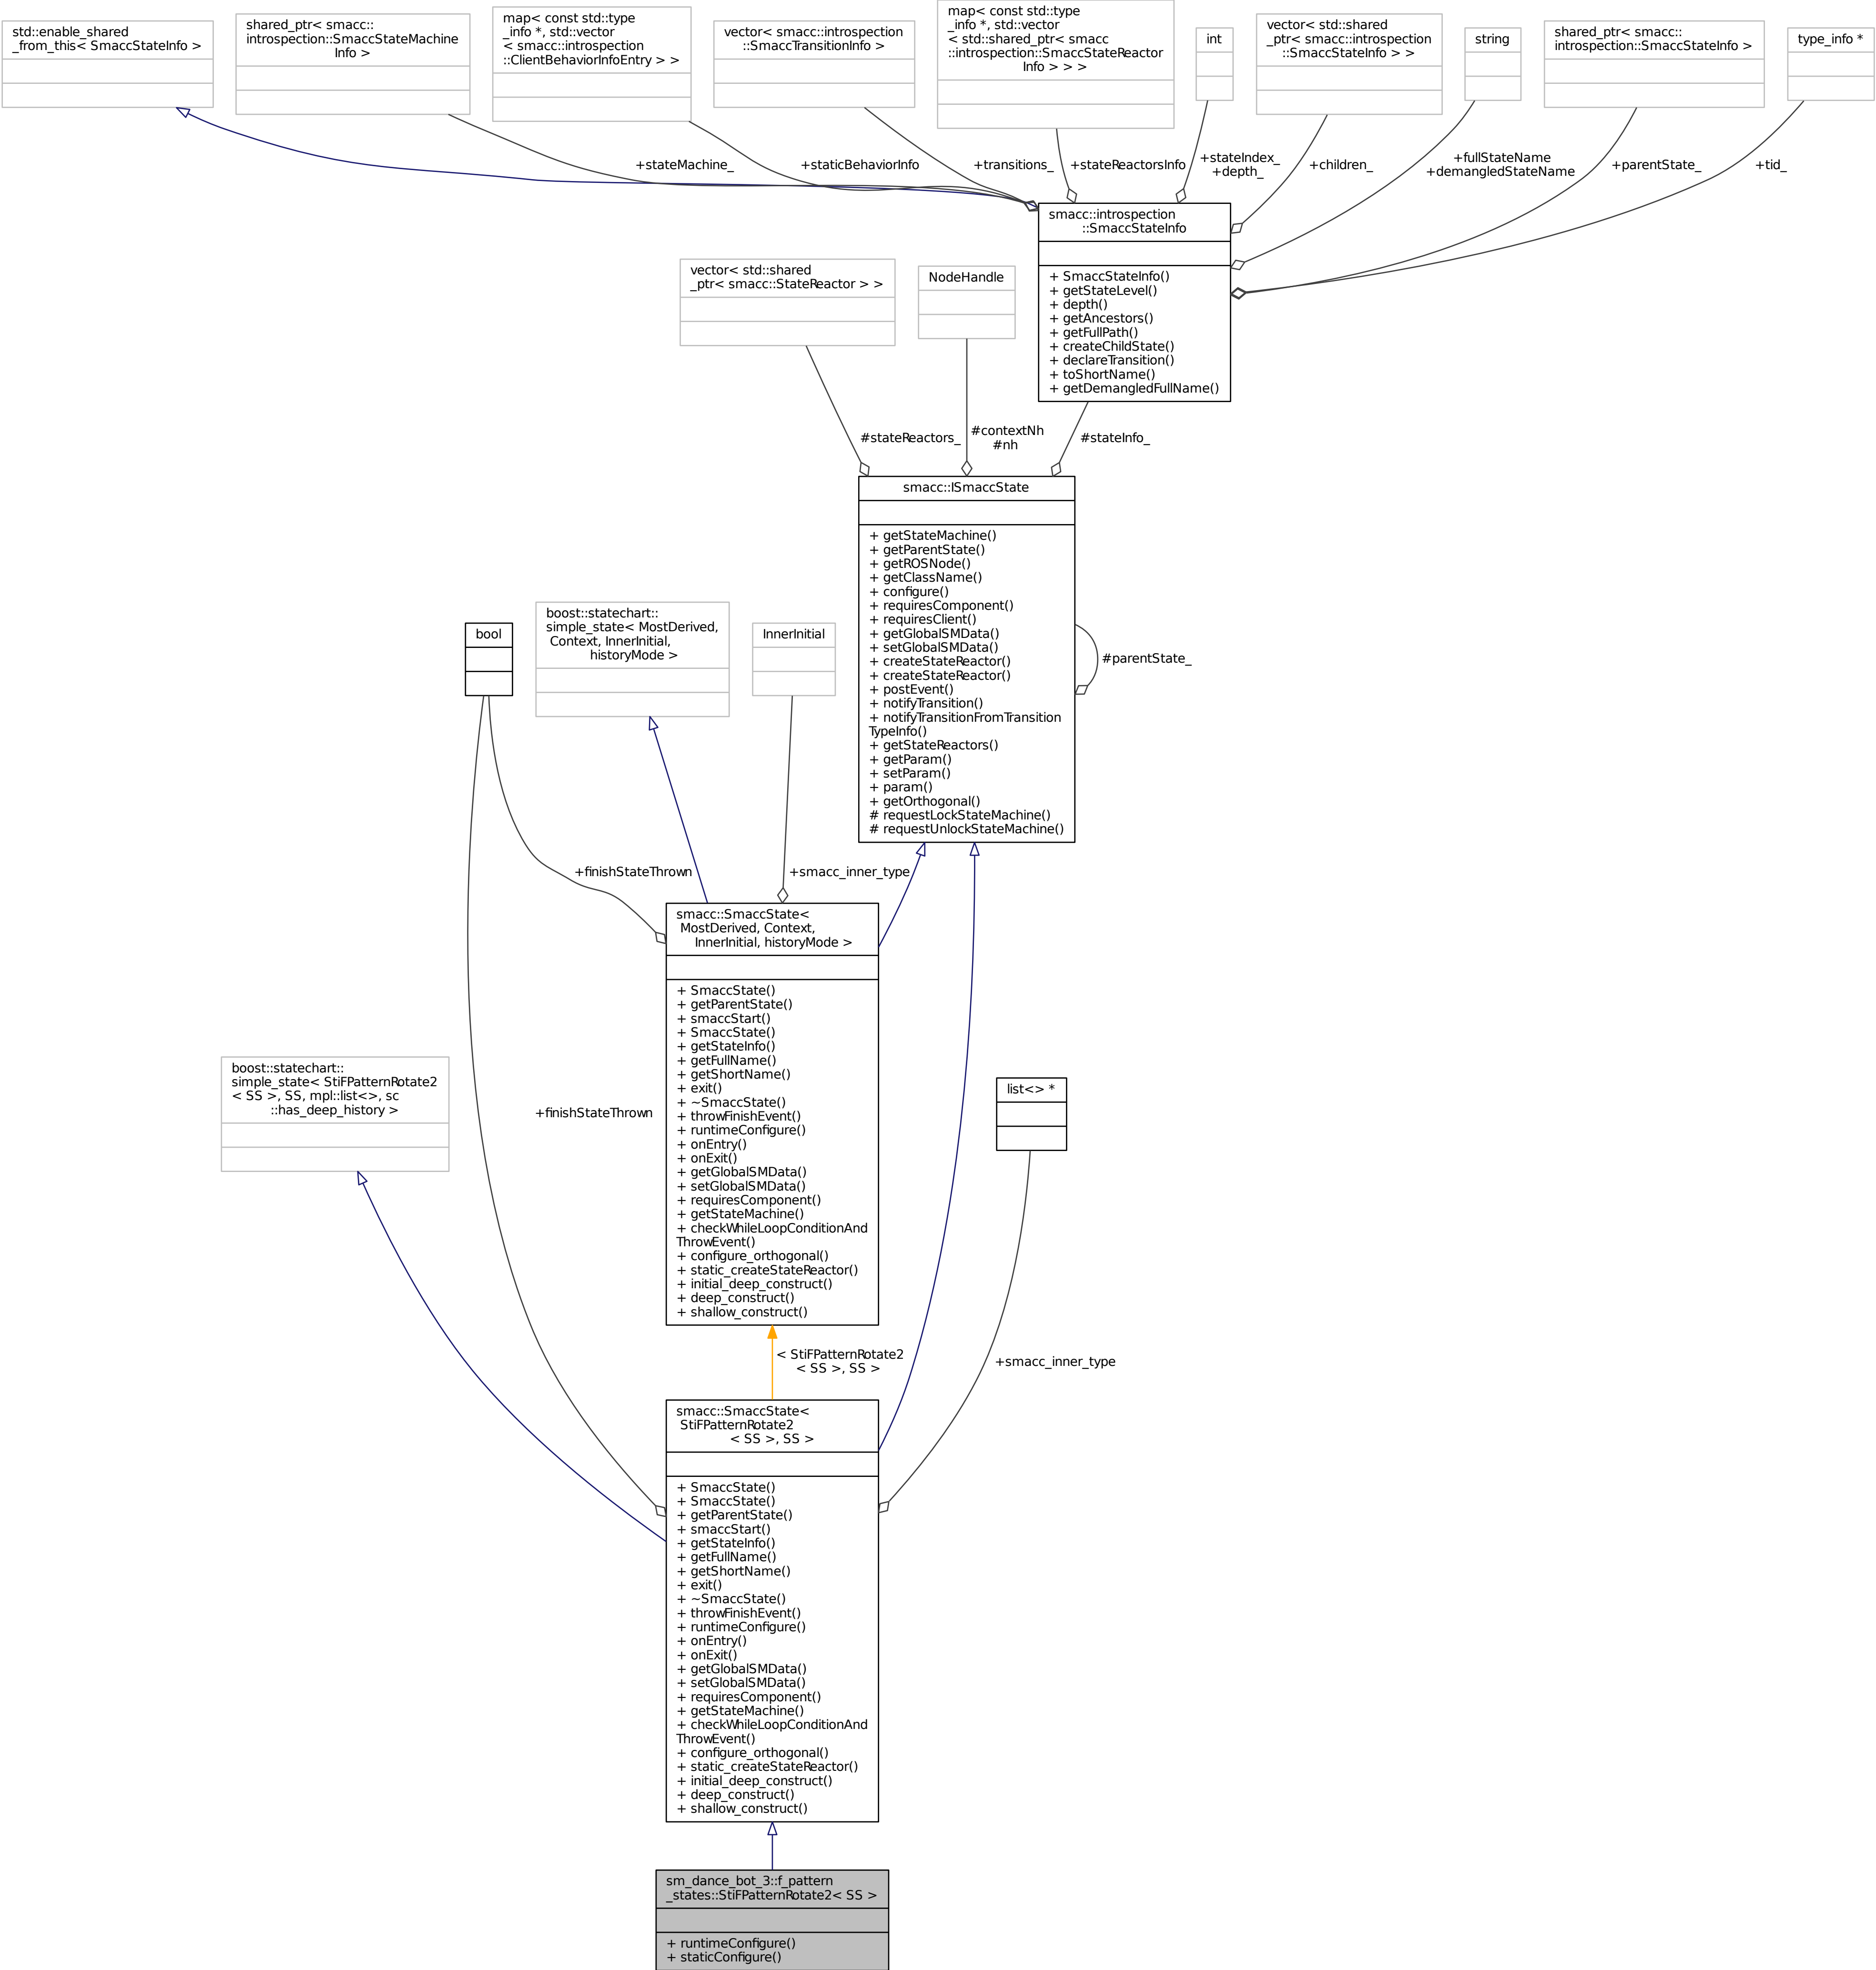 std::enable_shared
_from_this< SmaccStateInfo >
shared_ptr< smacc::
introspection::SmaccStateMachine
Info >
map< const std::type
_info *, std::vector
< smacc::introspection
::ClientBehaviorInfoEntry > >
vector< smacc::introspection
::SmaccTransitionInfo >
map< const std::type
_info *, std::vector
< std::shared_ptr< smacc
::introspection::SmaccStateReactor
Info > > >
int
vector< std::shared
_ptr< smacc::introspection
::SmaccStateInfo > >
string
shared_ptr< smacc::
introspection::SmaccStateInfo >
type_info *
+stateMachine_
+staticBehaviorInfo
+transitions_
+stateReactorsInfo
+stateIndex_
+depth_
+children_
+fullStateName
+demangledStateName
+parentState_
+tid_
smacc::introspection
::SmaccStateInfo
+ SmaccStateInfo()
+ getStateLevel()
+ depth()
+ getAncestors()
+ getFullPath()
+ createChildState()
+ declareTransition()
+ toShortName()
+ getDemangledFullName()
vector< std::shared
_ptr< smacc::StateReactor > >
NodeHandle
#stateReactors_
#contextNh
#nh
#stateInfo_
smacc::ISmaccState
+ getStateMachine()
+ getParentState()
+ getROSNode()
+ getClassName()
+ configure()
+ requiresComponent()
+ requiresClient()
+ getGlobalSMData()
+ setGlobalSMData()
+ createStateReactor()
+ createStateReactor()
+ postEvent()
+ notifyTransition()
+ notifyTransitionFromTransition
TypeInfo()
+ getStateReactors()
+ getParam()
+ setParam()
+ param()
+ getOrthogonal()
# requestLockStateMachine()
# requestUnlockStateMachine()
#parentState_
bool
boost::statechart::
simple_state< MostDerived,
Context, InnerInitial,
historyMode >
InnerInitial
+finishStateThrown
+smacc_inner_type
smacc::SmaccState<
MostDerived, Context,
InnerInitial, historyMode >
+ SmaccState()
+ getParentState()
+ smaccStart()
+ SmaccState()
+ getStateInfo()
+ getFullName()
+ getShortName()
+ exit()
+ ~SmaccState()
+ throwFinishEvent()
+ runtimeConfigure()
+ onEntry()
+ onExit()
+ getGlobalSMData()
+ setGlobalSMData()
+ requiresComponent()
+ getStateMachine()
+ checkWhileLoopConditionAnd
ThrowEvent()
+ configure_orthogonal()
+ static_createStateReactor()
+ initial_deep_construct()
+ deep_construct()
+ shallow_construct()
boost::statechart::
simple_state< StiFPatternRotate2
< SS >, SS, mpl::list<>, sc
::has_deep_history >
+finishStateThrown
list<> *
< StiFPatternRotate2
< SS >, SS >
+smacc_inner_type
smacc::SmaccState<
StiFPatternRotate2
< SS >, SS >
+ SmaccState()
+ SmaccState()
+ getParentState()
+ smaccStart()
+ getStateInfo()
+ getFullName()
+ getShortName()
+ exit()
+ ~SmaccState()
+ throwFinishEvent()
+ runtimeConfigure()
+ onEntry()
+ onExit()
+ getGlobalSMData()
+ setGlobalSMData()
+ requiresComponent()
+ getStateMachine()
+ checkWhileLoopConditionAnd
ThrowEvent()
+ configure_orthogonal()
+ static_createStateReactor()
+ initial_deep_construct()
+ deep_construct()
+ shallow_construct()
sm_dance_bot_3::f_pattern
_states::StiFPatternRotate2< SS >
+ runtimeConfigure()
+ staticConfigure()